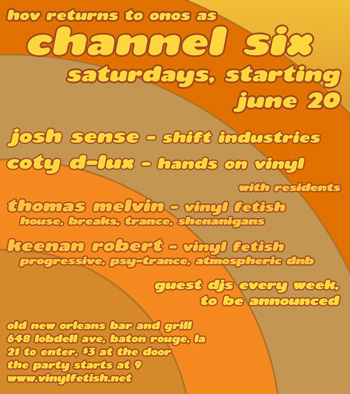 hov returns to onos as
channel six
saturdays, starting
june 20
josh sense - shift industries
coty d-lux - hands on vinyl
with residents
thomas melvin - vinyl fetish
house, breaks, trance, shenanigans
keenan robert - vinyl fetish
progressive, psy-trance, atmospheric dnb
guest djs every week,
to be announced
old new orleans bar and grill
648 lobdell ave, baton rouge, la
21 to enter, $3 at the door
the party starts at 9
www.vinylfetish.net